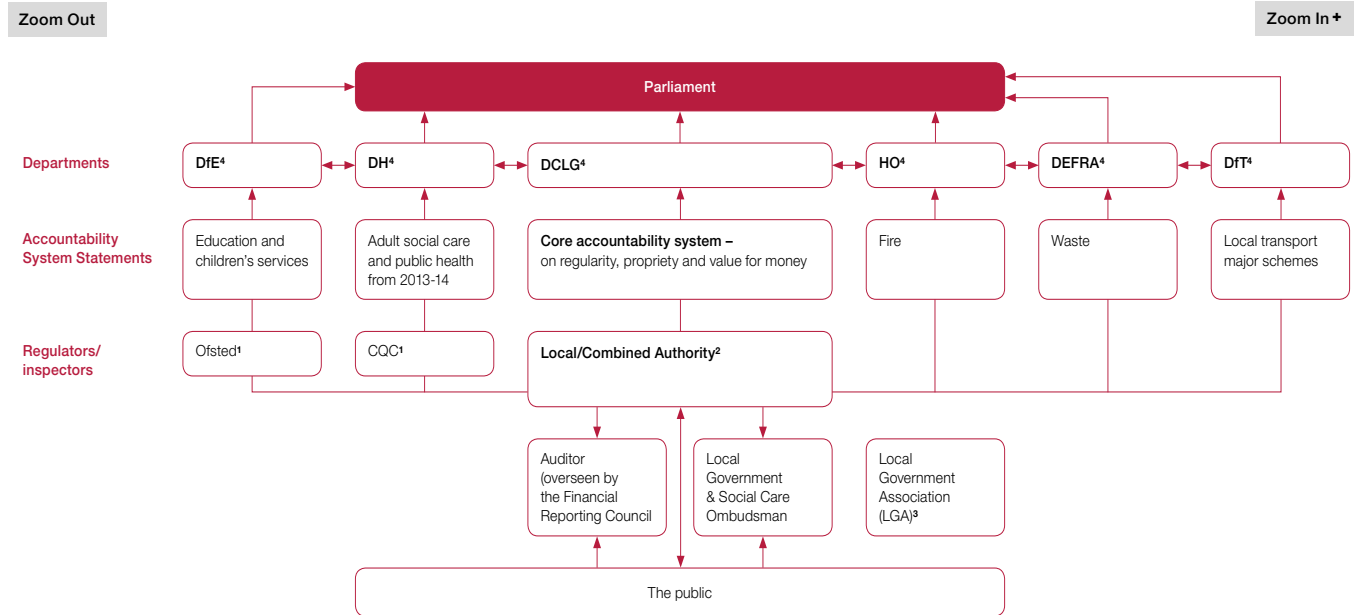 Zoom Out
Zoom In +
Parliament
Departments
DfE⁴
DH⁴
DCLG⁴
HO⁴
DEFRA⁴
DfT⁴
Accountability
System Statements
Education and
children's services
Adult social care
and public health
from 2013-14
Core accountability system –
on regularity, propriety and value for money
Fire
Waste
Local transport
major schemes
Regulators/
inspectors
Ofsted¹
CQC¹
Local/Combined Authority²
Auditor
(overseen by
the Financial
Reporting Council
Local
Government
& Social Care
Ombudsman
Local
Government
Association
(LGA)³
The public